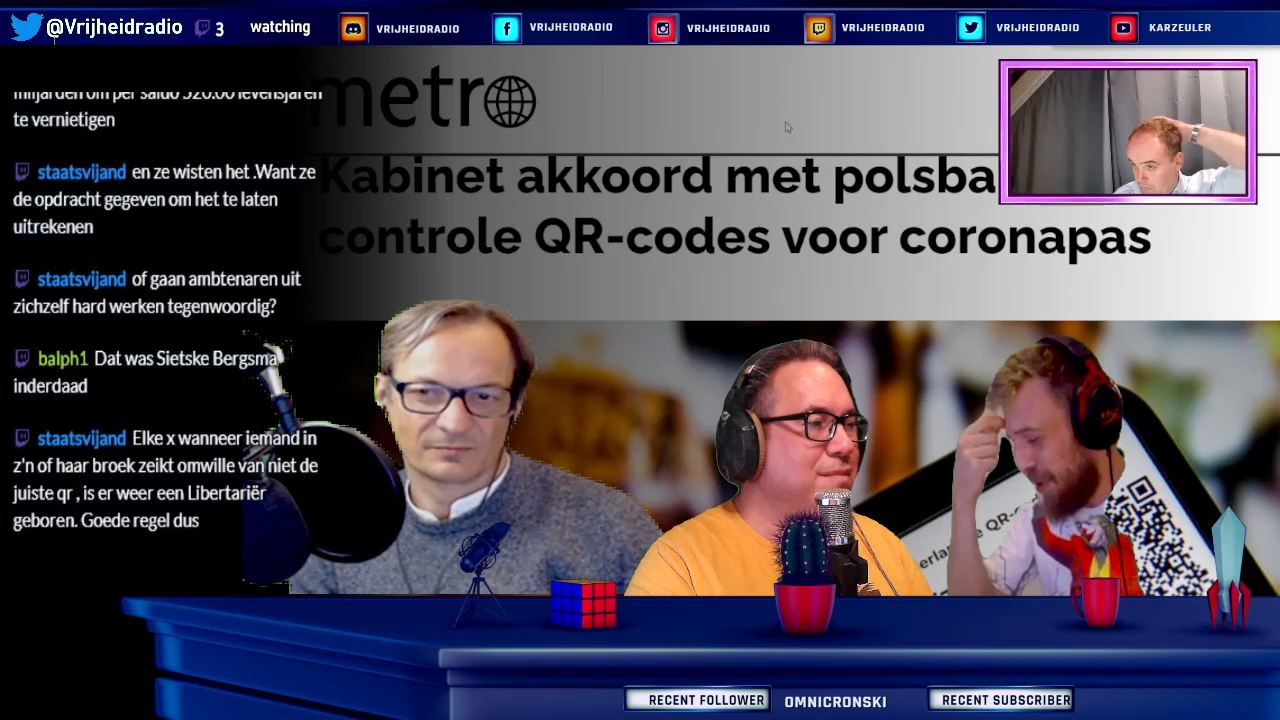 @Vrijheidradio 3 watching VRIJHEIDRADIO VRIJHEIDRADIO VRIJHEIDRADIO VRIJHEIDRADIO VRIJHEIDRADIO KARZEULER
metro
Kabinet akkoord met polsba
controle QR-codes voor coronapas
te vernietigen
staatsvijand en ze wisten het .Want ze
de opdracht gegeven om het te laten
uitrekenen
staatsvijand of gaan ambtenaren uit
zichzelf hard werken tegenwoordig?
balph1 Dat was Sietske Bergsma
inderdaad
staatsvijand Elke x wanneer iemand in
z'n of haar broek zeikt omwille van niet de
juiste qr , is er weer een Libertariër
geboren. Goede regel dus
RECENT FOLLOWER OMNICRONSKI RECENT SUBSCRIBER